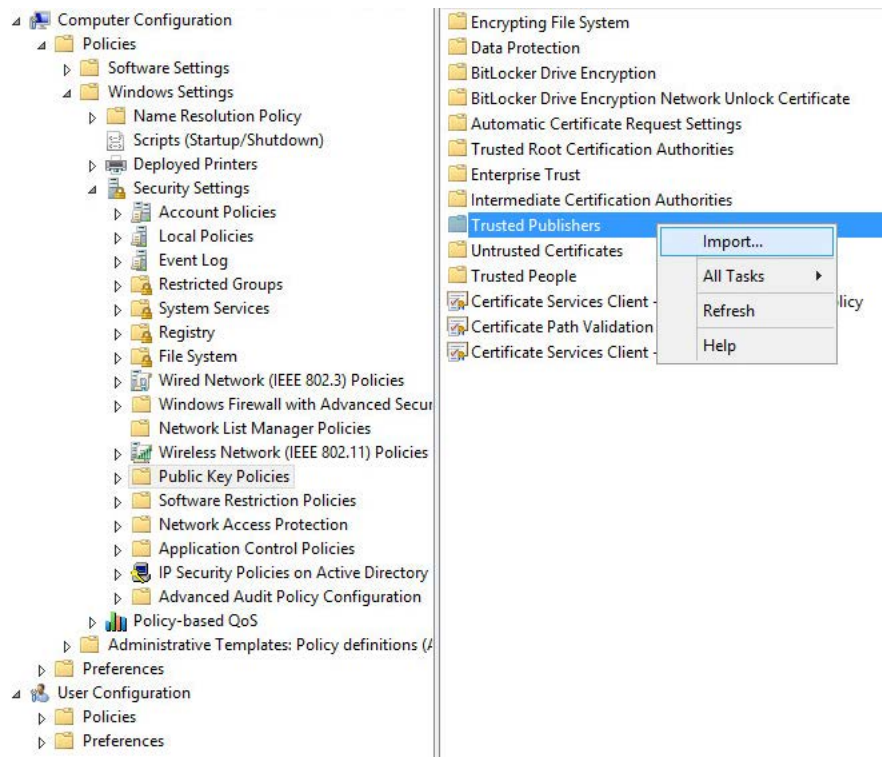 Computer Configuration
Policies
Software Settings
Windows Settings
Name Resolution Policy
Scripts (Startup/Shutdown)
Deployed Printers
Security Settings
Account Policies
Local Policies
Event Log
Restricted Groups
System Services
Registry
File System
Wired Network (IEEE 802.3) Policies
Windows Firewall with Advanced Secur
Network List Manager Policies
Wireless Network (IEEE 802.11) Policies
Public Key Policies
Software Restriction Policies
Network Access Protection
Application Control Policies
IP Security Policies on Active Directory
Advanced Audit Policy Configuration
Policy-based QoS
Administrative Templates: Policy definitions (A
Preferences
User Configuration
Policies
Preferences
Encrypting File System
Data Protection
BitLocker Drive Encryption
BitLocker Drive Encryption Network Unlock Certificate
Automatic Certificate Request Settings
Trusted Root Certification Authorities
Enterprise Trust
Intermediate Certification Authorities
Trusted Publishers
Untrusted Certificates
Trusted People
Certificate Services Client - licy
Certificate Path Validation
Certificate Services Client -
Import...
All Tasks
Refresh
Help